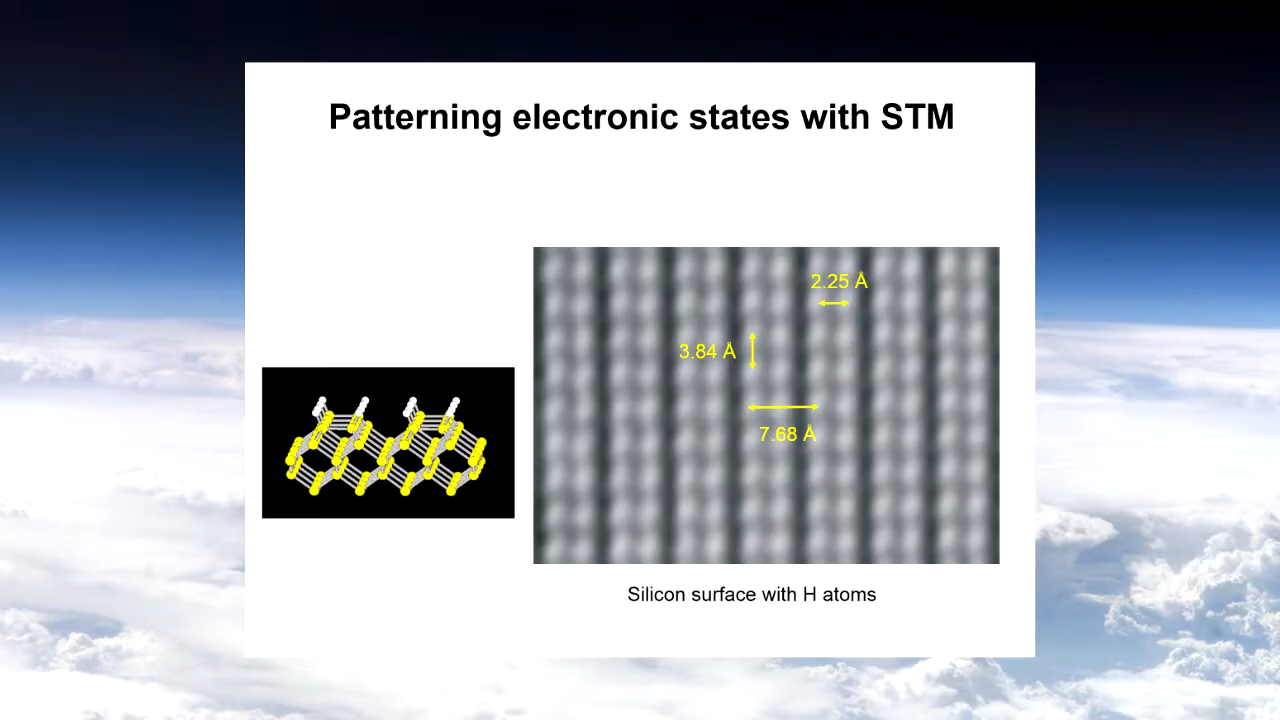 Patterning electronic states with STM
2.25 Å
3.84 Å
7.68 Å
Silicon surface with H atoms